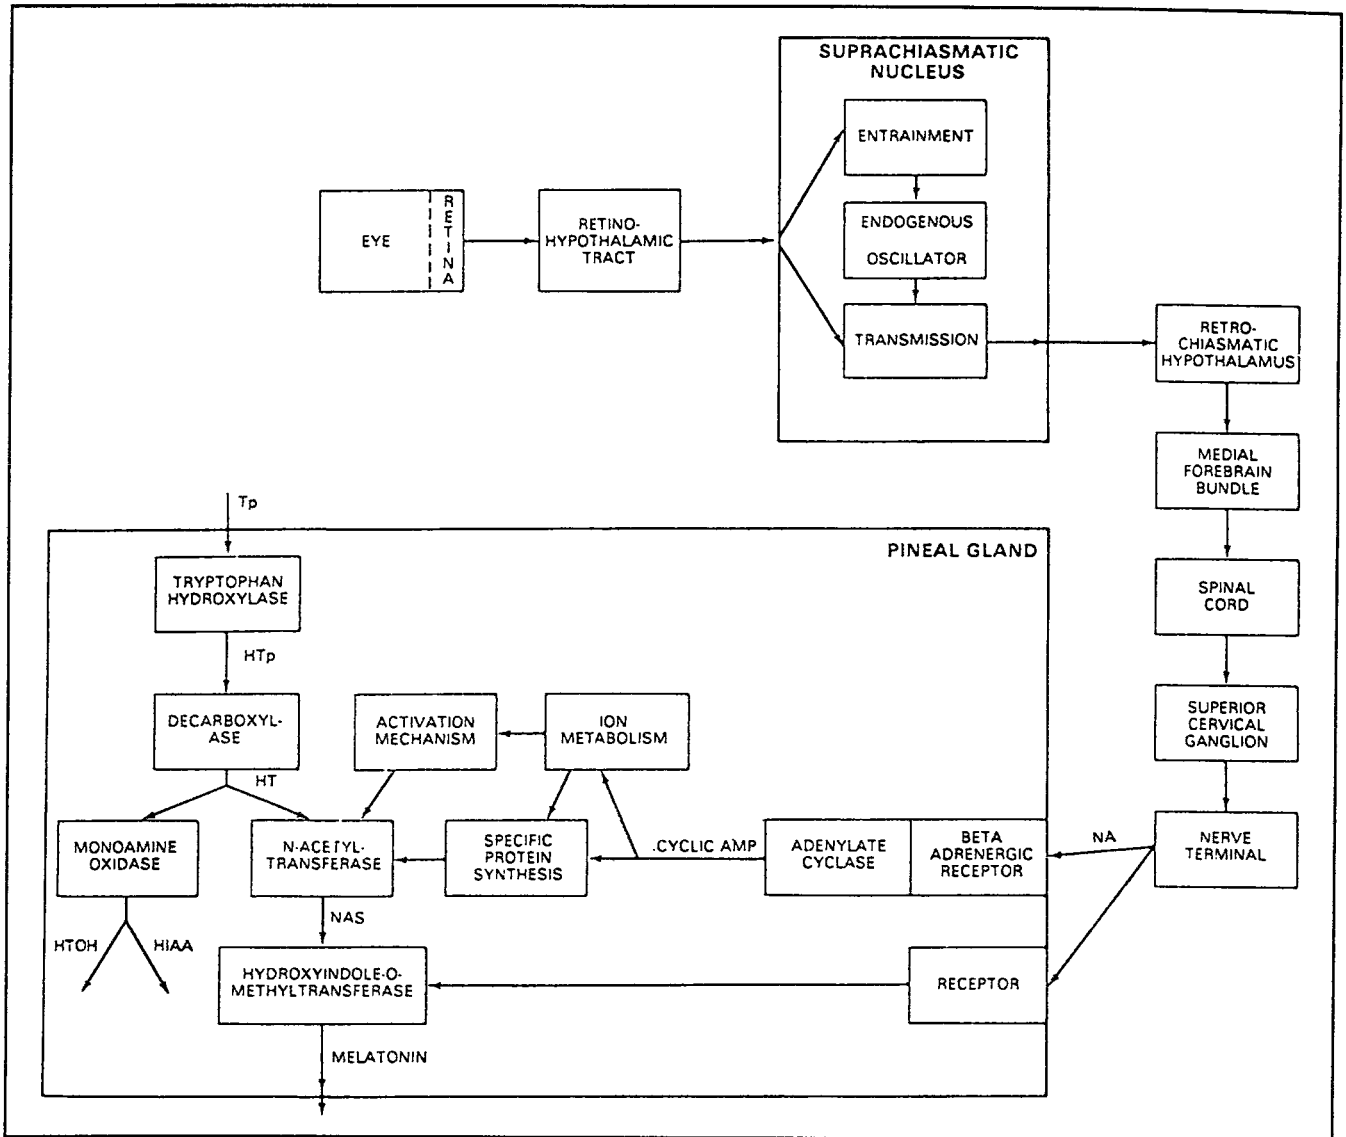 SUPRACHIASMATIC
NUCLEUS
ENTRAINMENT
ENDOGENOUS
OSCILLATOR
TRANSMISSION
EYE
RETINA
RETINO-
HYPOTHALAMIC
TRACT
RETRO-
CHIASMATIC
HYPOTHALAMUS
MEDIAL
FOREBRAIN
BUNDLE
SPINAL
CORD
SUPERIOR
CERVICAL
GANGLION
NERVE
TERMINAL
NA
Tp
PINEAL GLAND
TRYPTOPHAN
HYDROXYLASE
HTp
DECARBOXYL-
ASE
HT
ACTIVATION
MECHANISM
ION
METABOLISM
MONOAMINE
OXIDASE
N-ACETYL-
TRANSFERASE
SPECIFIC
PROTEIN
SYNTHESIS
.CYCLIC AMP
ADENYLATE
CYCLASE
BETA
ADRENERGIC
RECEPTOR
HTOH
HIAA
NAS
HYDROXYINDOLE-O-
METHYLTRANSFERASE
RECEPTOR
MELATONIN